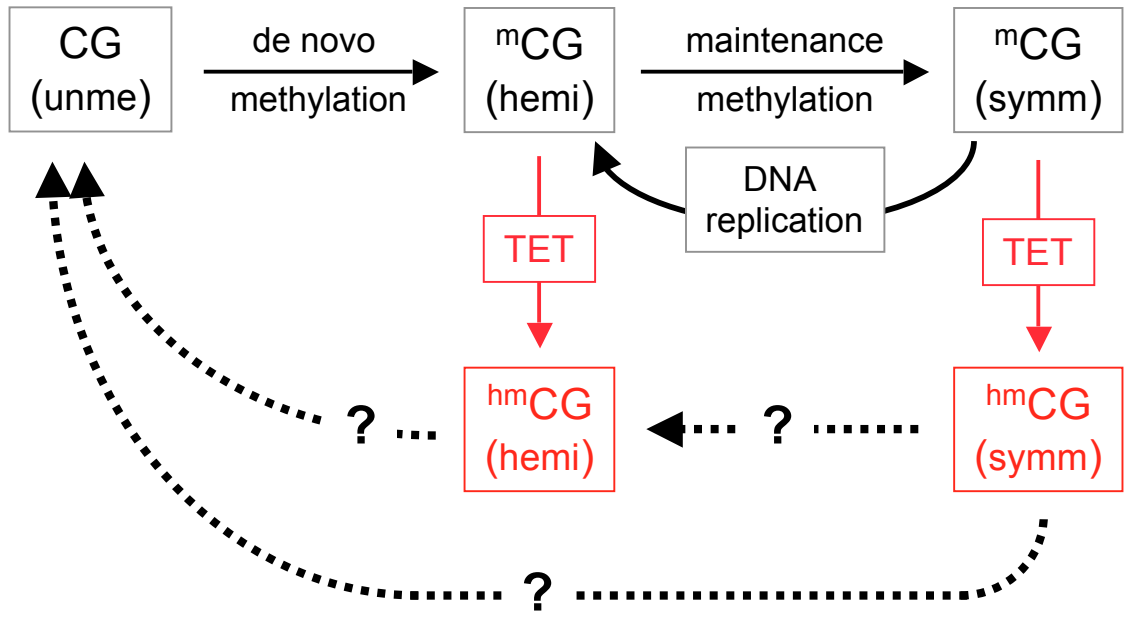 CG
(unme)
de novo
methylation
mCG
(hemi)
maintenance
methylation
mCG
(symm)
DNA
replication
TET
TET
hmCG
(hemi)
hmCG
(symm)
?
?
?